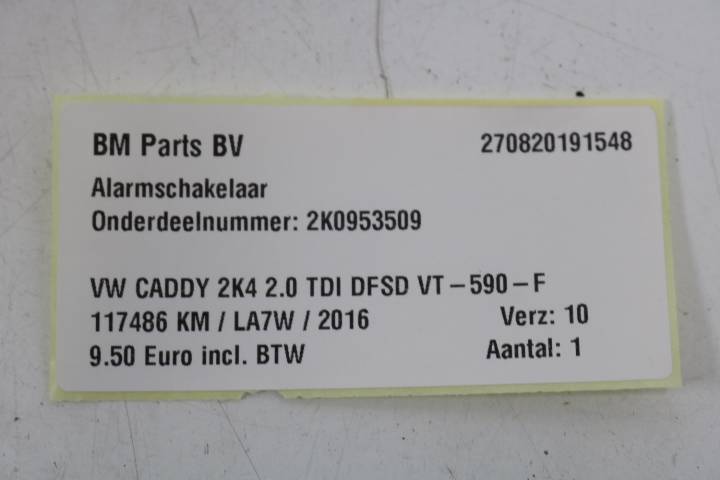 BM Parts BV 270820191548
Alarmschakelaar
Onderdeelnummer: 2K0953509
VW CADDY 2K4 2.0 TDI DFSD VT-590-F
117486 KM / LA7W / 2016 Verz: 10
9.50 Euro incl. BTW Aantal: 1